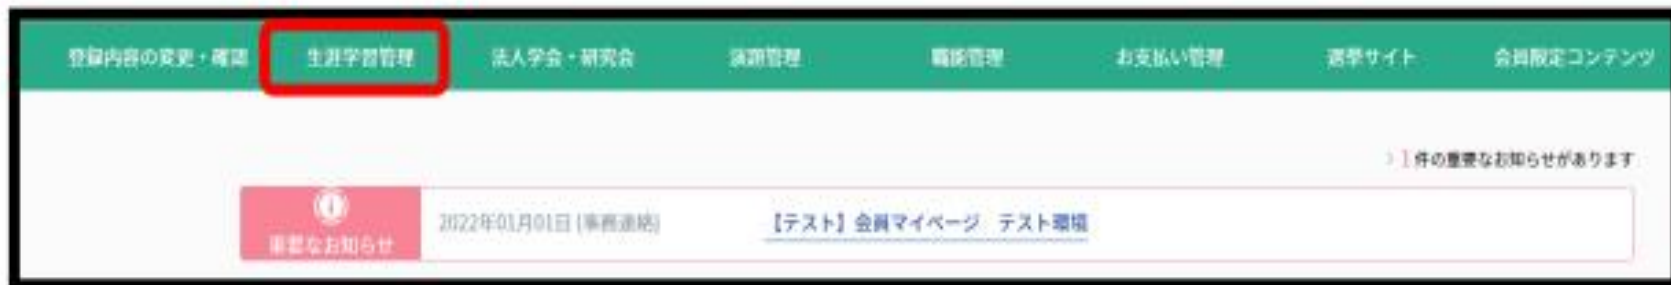 登録内容の変更・確認 生涯学習管理 法人学会・研究会 演題管理 職能管理 お支払い管理 選挙サイト 会員限定コンテンツ
1件の重要なお知らせがあります
重要なお知らせ 2022年01月01日 (事務連絡) 【テスト】会員マイページ テスト環境